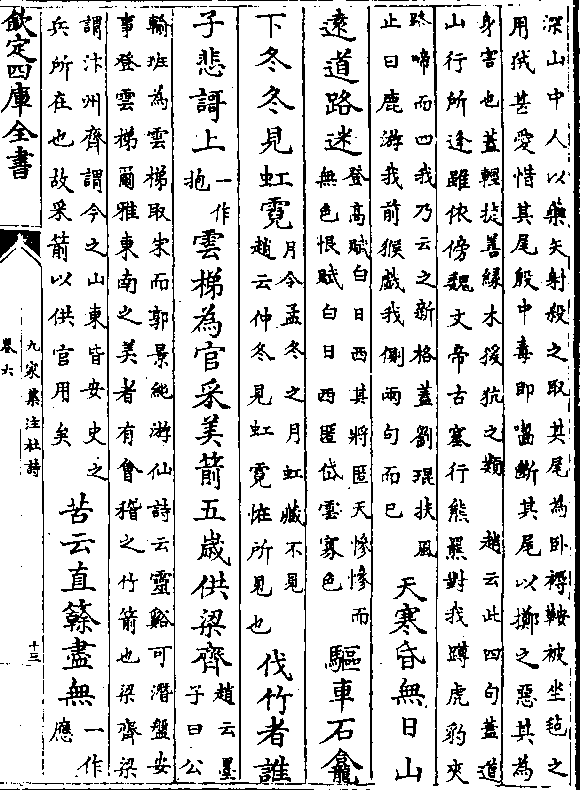 深山中人以藥矢射殺之取其尾為卧褥鞍被坐毡之
用狨甚愛惜其尾殷中毒即嚙斷其尾以擲之惡其為
身害也蓋輕捷善緣木猨狖之類　趙云此四句蓋道
山行所逢雖依傍魏文帝古塞行熊羆對我蹲虎豹夾
路啼而四我乃云之新格蓋劉琨扶風
止曰鹿游我前猴戲我側兩句而已
天寒昏無日山
遠道路迷
登高賦白日西其將匿天慘慘而
無色恨賦白日西匿岱雲寡色
驅車石龕
下冬冬見虹霓
月令孟冬之月虹藏不見
趙云仲冬見虹霓恠所見也
伐竹者誰
子悲謌上
一作
抱
雲梯為官采美箭五歲供梁齊
趙云墨
子曰公
輸班為雲梯取宋而郭景純游仙詩云靈谿可潛盤安
事登雲梯爾雅東南之美者有會稽之竹箭也梁齊梁
謂汴州齊謂今之山東皆安史之
兵所在也故采箭以供官用矣
苦云直簳盡無
一作
應
欽定四庫全書
九家集注杜詩
卷六
十三